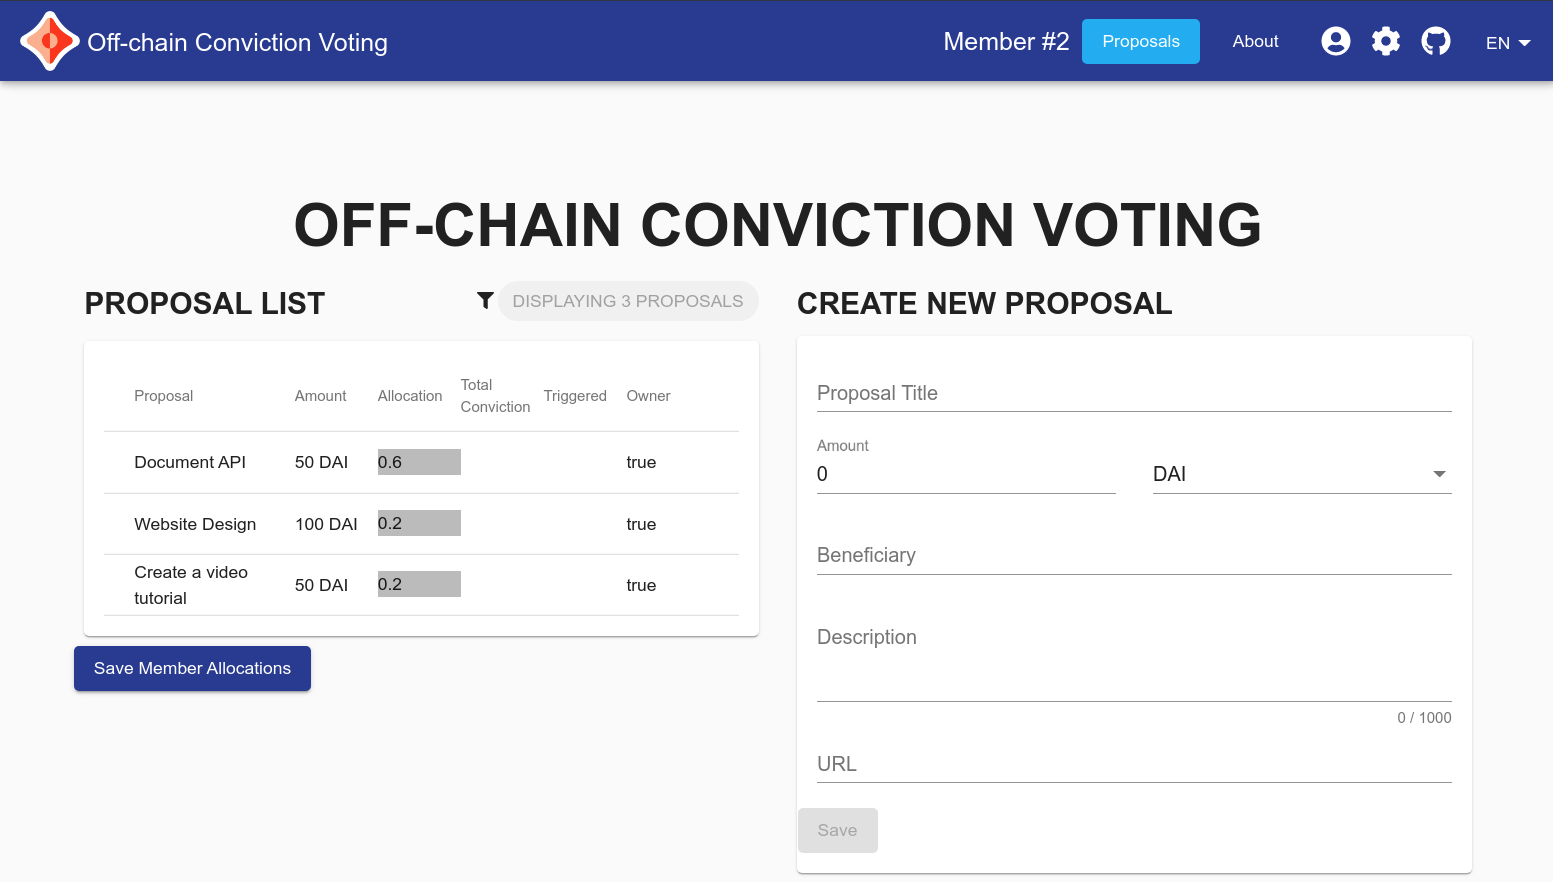 Off-chain Conviction Voting
Member #2
Proposals
About
EN
OFF-CHAIN CONVICTION VOTING
PROPOSAL LIST
DISPLAYING 3 PROPOSALS
Proposal Amount Allocation Total Conviction Triggered Owner
Document API 50 DAI 0.6 true
Website Design 100 DAI 0.2 true
Create a video tutorial 50 DAI 0.2 true
Save Member Allocations
CREATE NEW PROPOSAL
Proposal Title
Amount
0 DAI
Beneficiary
Description
0 / 1000
URL
Save